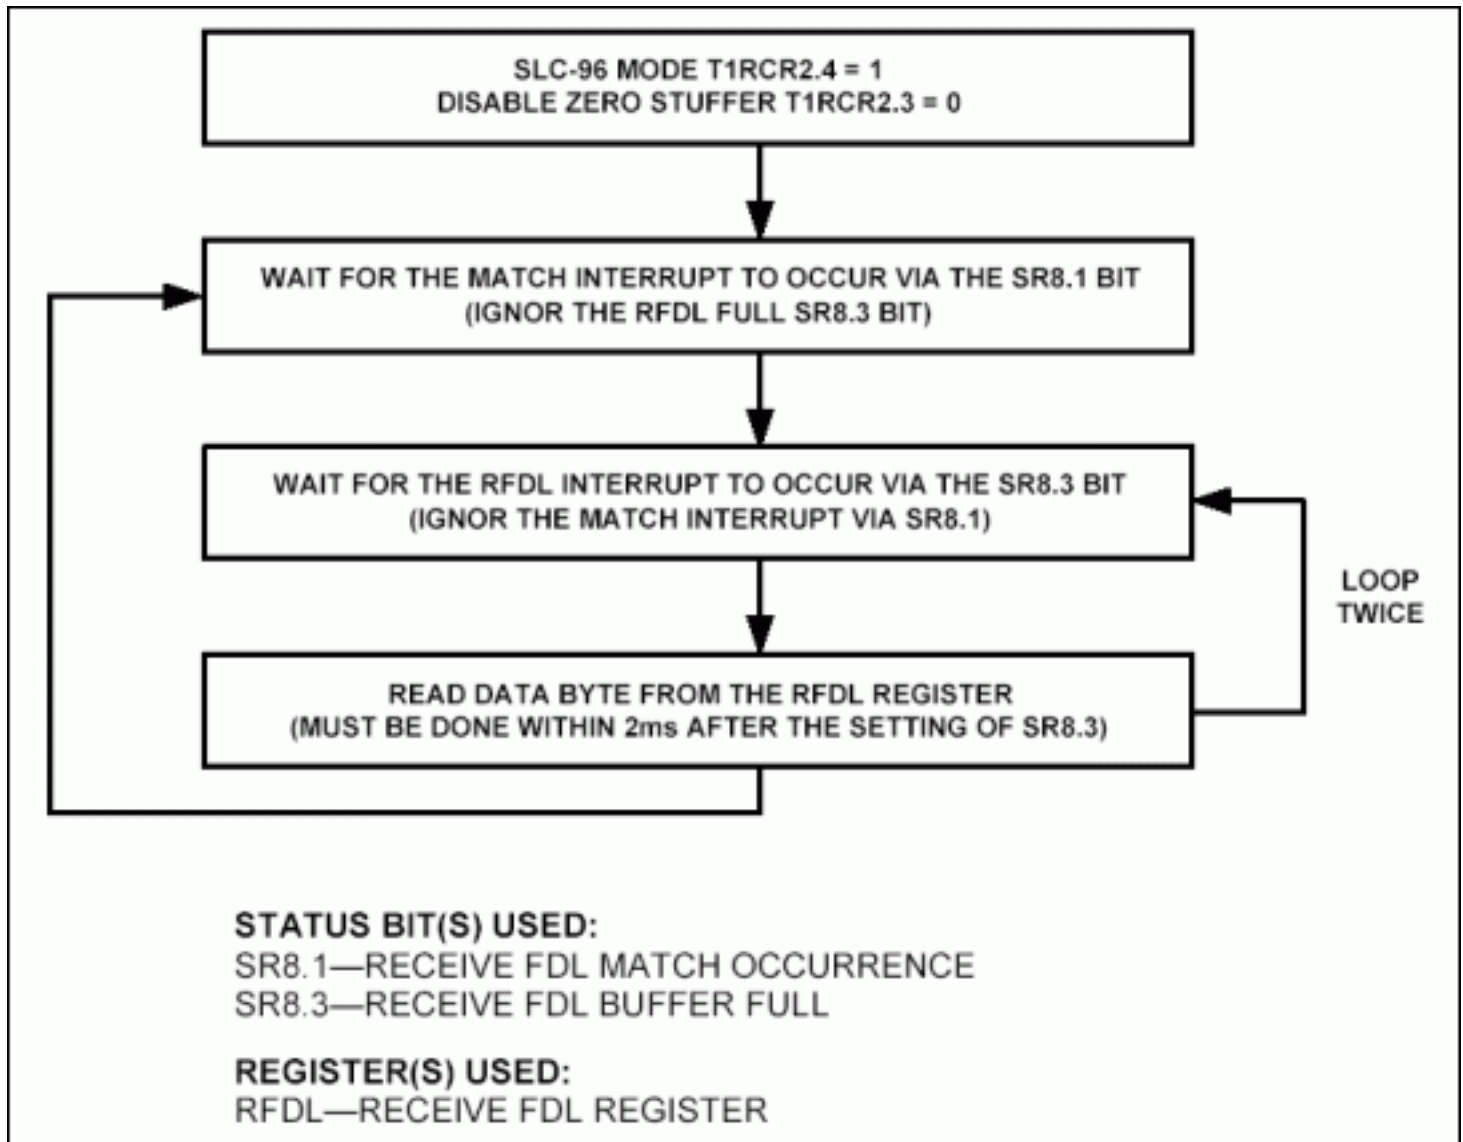 SLC-96 MODE T1RCR2.4 = 1
DISABLE ZERO STUFFER T1RCR2.3 = 0
WAIT FOR THE MATCH INTERRUPT TO OCCUR VIA THE SR8.1 BIT
(IGNOR THE RFDL FULL SR8.3 BIT)
WAIT FOR THE RFDL INTERRUPT TO OCCUR VIA THE SR8.3 BIT
(IGNOR THE MATCH INTERRUPT VIA SR8.1)
LOOP
TWICE
READ DATA BYTE FROM THE RFDL REGISTER
(MUST BE DONE WITHIN 2ms AFTER THE SETTING OF SR8.3)
STATUS BIT(S) USED:
SR8.1—RECEIVE FDL MATCH OCCURRENCE
SR8.3—RECEIVE FDL BUFFER FULL
REGISTER(S) USED:
RFDL—RECEIVE FDL REGISTER